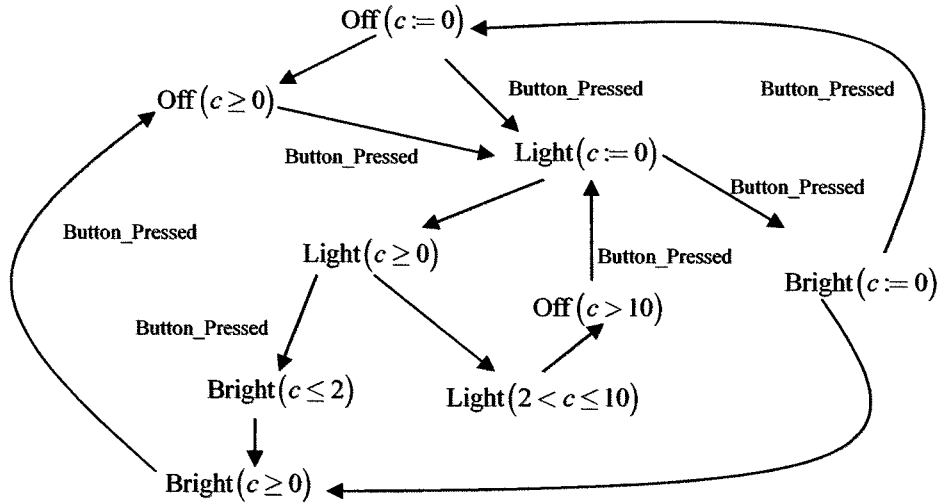 Off (c := 0)
Button_Pressed
Button_Pressed
Off (c ≥ 0)
Button_Pressed
Light (c := 0)
Button_Pressed
Button_Pressed
Light (c ≥ 0)
Button_Pressed
Bright (c := 0)
Off (c > 10)
Button_Pressed
Bright (c ≤ 2)
Light (2 < c ≤ 10)
Bright (c ≥ 0)